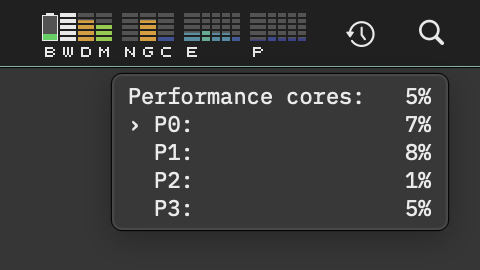 B W D M N G C E P
Performance cores: 5%
› P0: 7%
P1: 8%
P2: 1%
P3: 5%